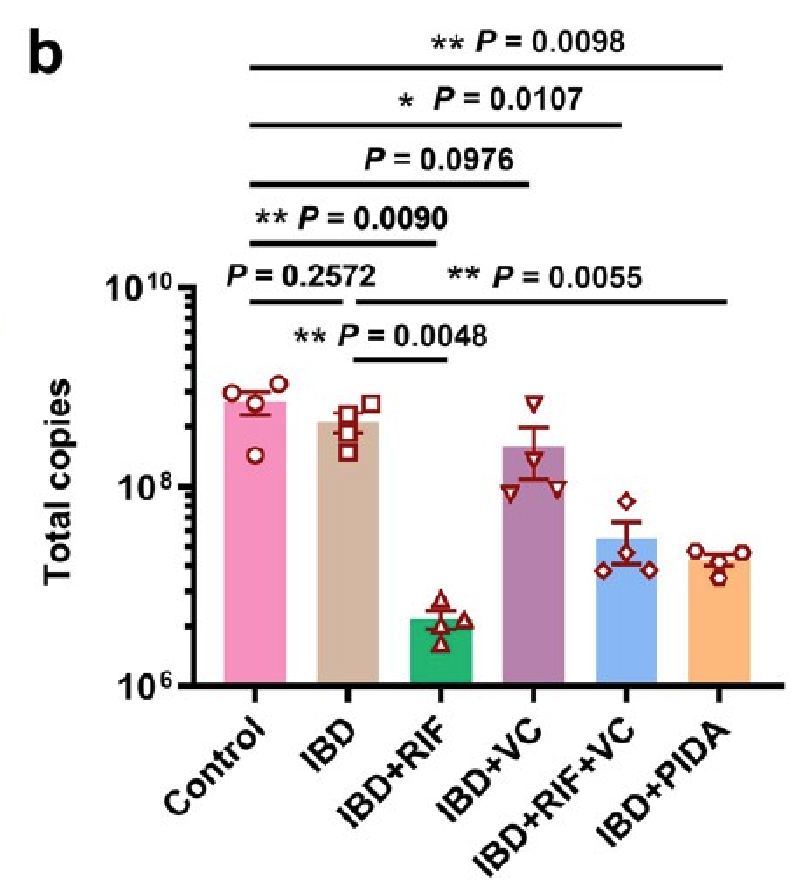 b
** P = 0.0098
* P = 0.0107
P = 0.0976
** P = 0.0090
P = 0.2572
** P = 0.0055
** P = 0.0048
10¹⁰
10⁸
10⁶
Total copies
Control
IBD
IBD+RIF
IBD+VC
IBD+RIF+VC
IBD+PIDA